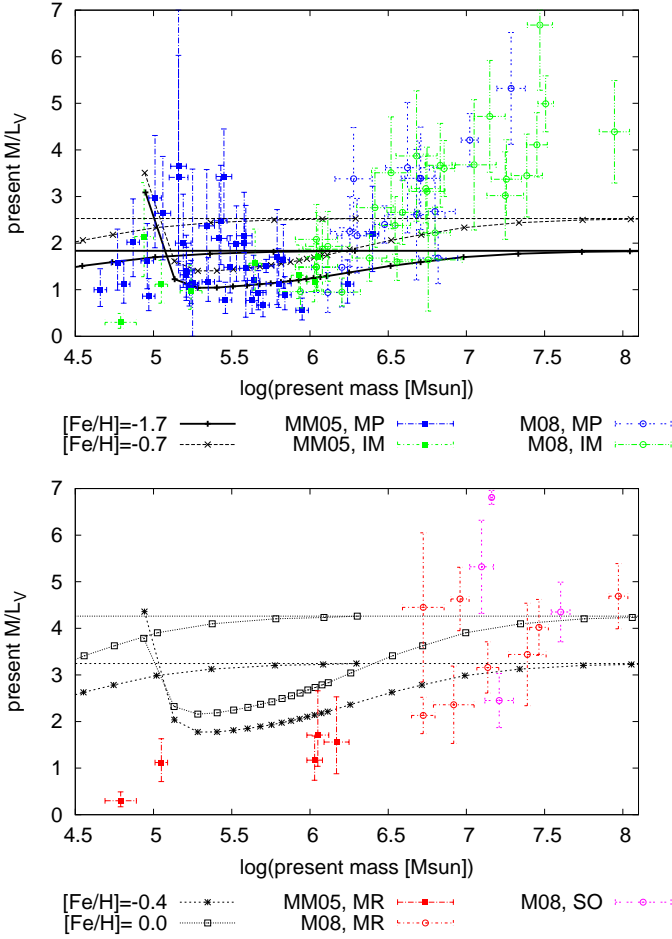 7
6
5
4
3
2
1
0
present M/L_V
4.5 5 5.5 6 6.5 7 7.5 8
log(present mass [Msun])
[Fe/H]=-1.7 MM05, MP M08, MP
[Fe/H]=-0.7 MM05, IM M08, IM
7
6
5
4
3
2
1
0
present M/L_V
4.5 5 5.5 6 6.5 7 7.5 8
log(present mass [Msun])
[Fe/H]=-0.4 MM05, MR M08, SO
[Fe/H]= 0.0 M08, MR